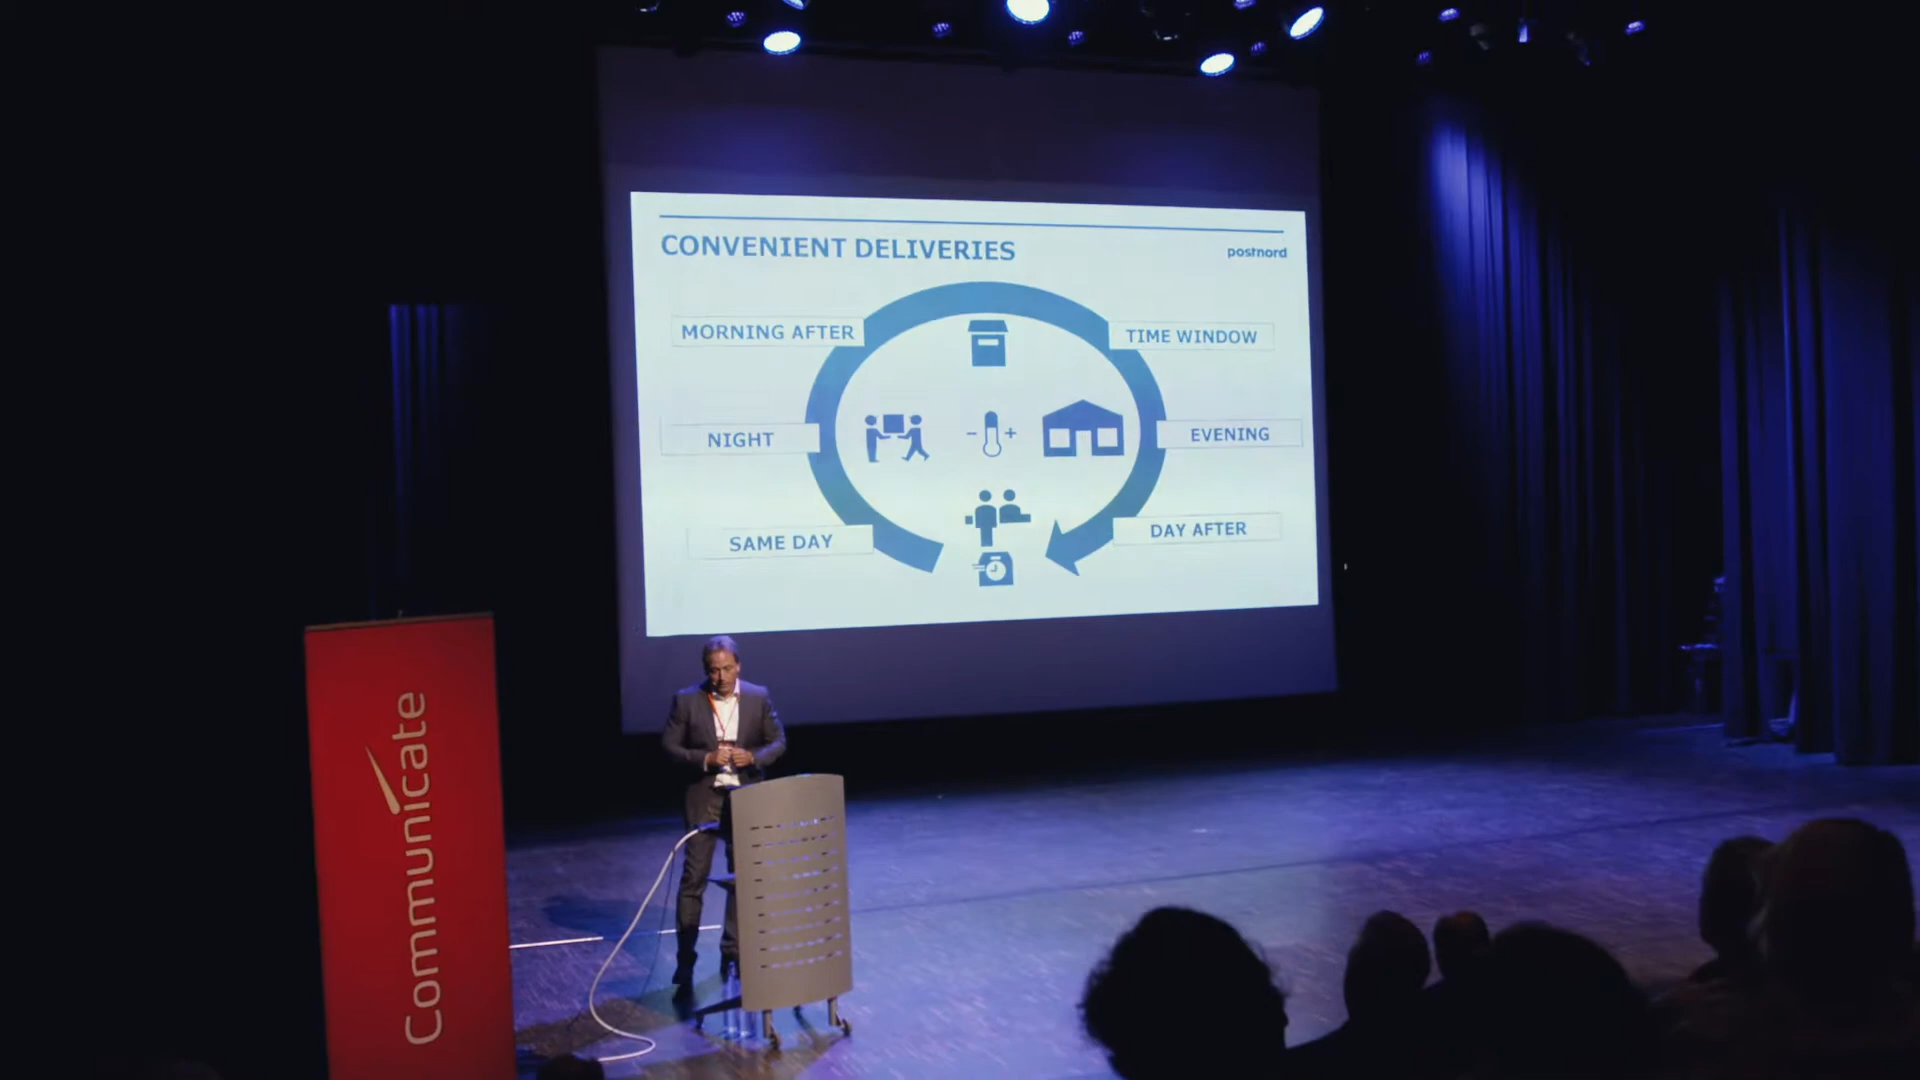 CONVENIENT DELIVERIES
postnord
MORNING AFTER
TIME WINDOW
NIGHT
- +
EVENING
SAME DAY
DAY AFTER
Communicate